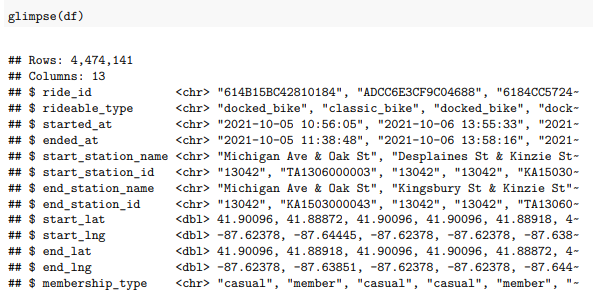 glimpse(df)
## Rows: 4,474,141
## Columns: 13
## $ ride_id            <chr> "614B15BC42810184", "ADCC6E3CF9C04688", "6184CC5724~
## $ rideable_type      <chr> "docked_bike", "classic_bike", "docked_bike", "dock~
## $ started_at         <chr> "2021-10-05 10:56:05", "2021-10-06 13:55:33", "2021~
## $ ended_at           <chr> "2021-10-05 11:38:48", "2021-10-06 13:58:16", "2021~
## $ start_station_name <chr> "Michigan Ave & Oak St", "Desplaines St & Kinzie St~
## $ start_station_id   <chr> "13042", "TA1306000003", "13042", "13042", "KA15030~
## $ end_station_name   <chr> "Michigan Ave & Oak St", "Kingsbury St & Kinzie St"~
## $ end_station_id     <chr> "13042", "KA1503000043", "13042", "13042", "TA13060~
## $ start_lat          <dbl> 41.90096, 41.88872, 41.90096, 41.90096, 41.88918, 4~
## $ start_lng          <dbl> -87.62378, -87.64445, -87.62378, -87.62378, -87.638~
## $ end_lat            <dbl> 41.90096, 41.88918, 41.90096, 41.90096, 41.88872, 4~
## $ end_lng            <dbl> -87.62378, -87.63851, -87.62378, -87.62378, -87.644~
## $ membership_type    <chr> "casual", "member", "casual", "casual", "member", "~